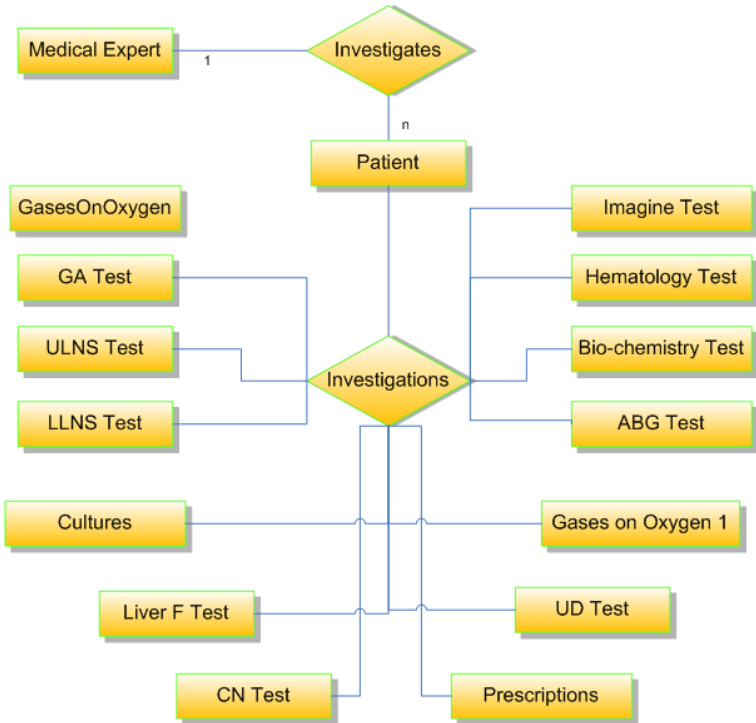 Medical Expert
Investigates
1
n
Patient
GasesOnOxygen
Imagine Test
GA Test
Hematology Test
ULNS Test
Bio-chemistry Test
Investigations
LLNS Test
ABG Test
Cultures
Gases on Oxygen 1
Liver F Test
UD Test
CN Test
Prescriptions